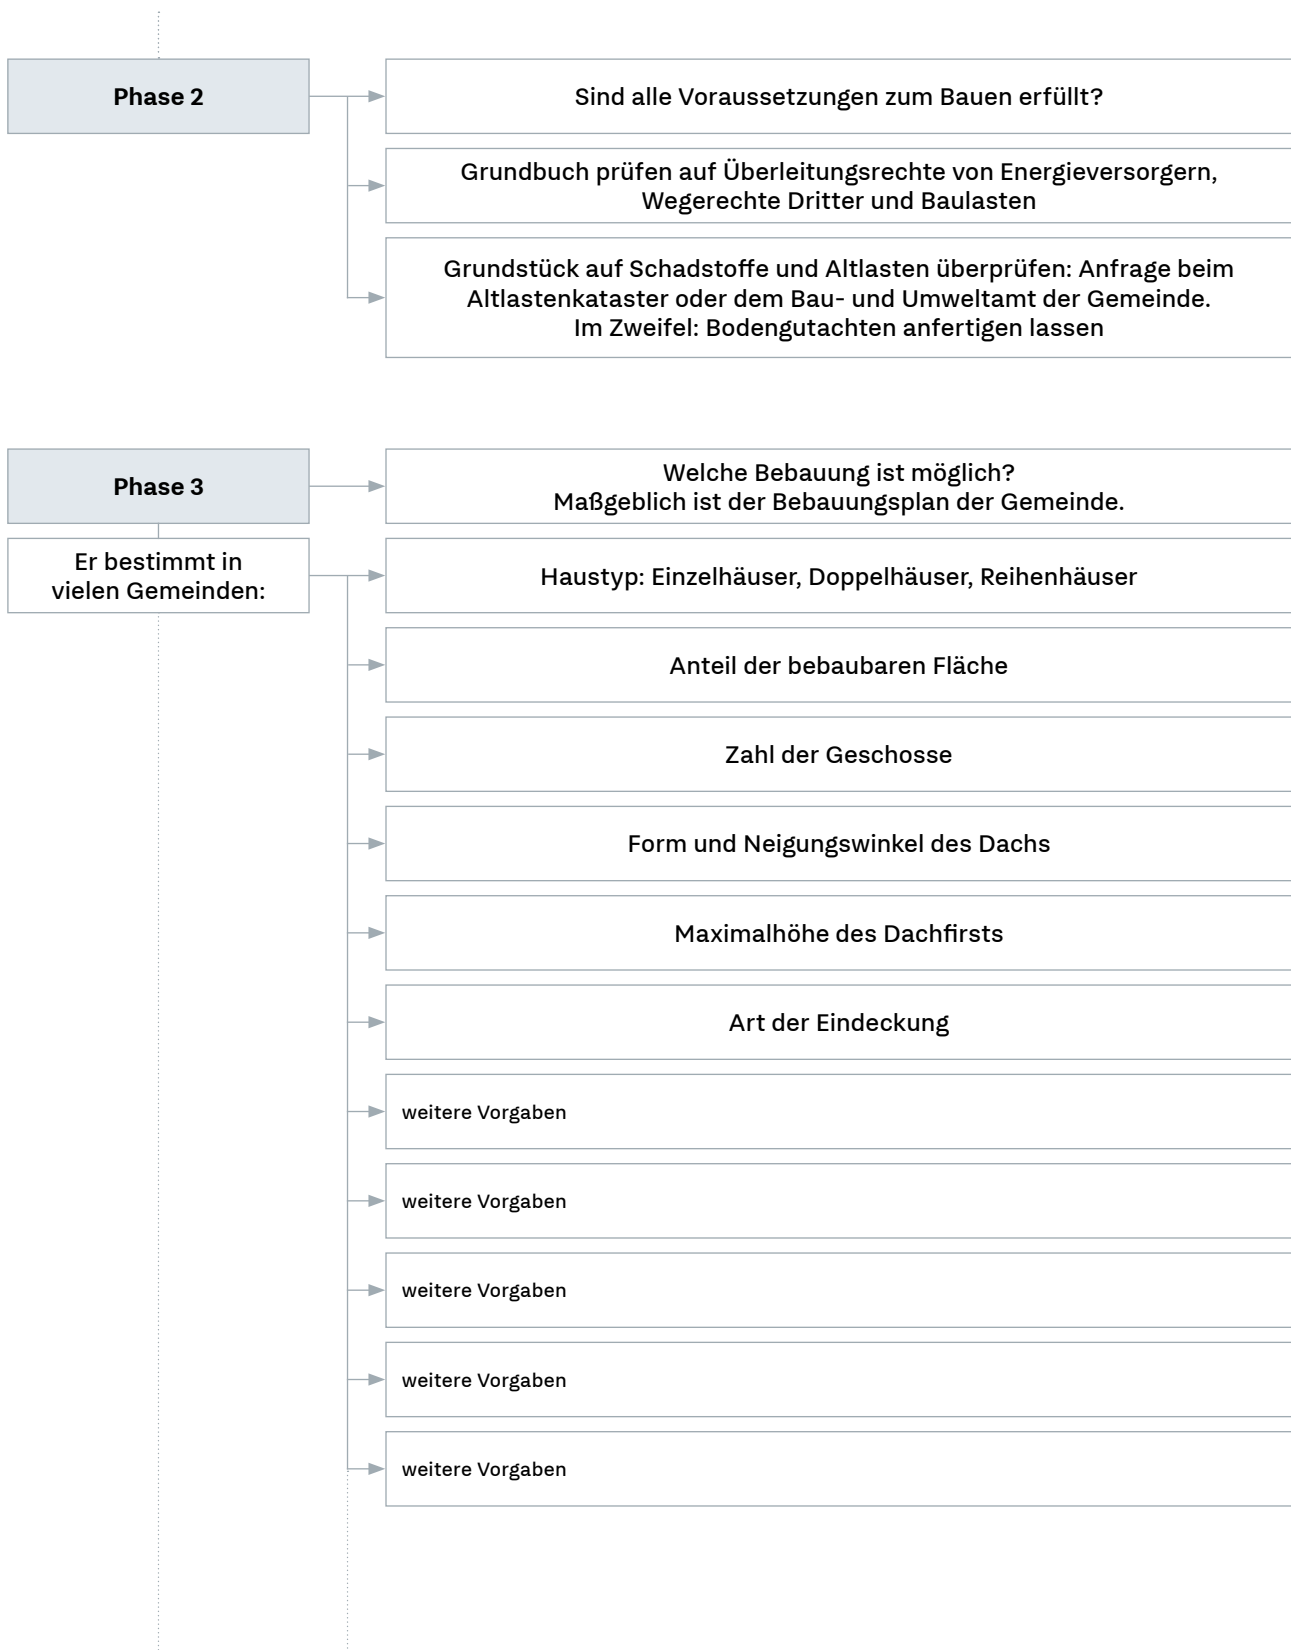 Phase 2
Sind alle Voraussetzungen zum Bauen erfüllt?
Grundbuch prüfen auf Überleitungsrechte von Energieversorgern,
Wegerechte Dritter und Baulasten
Grundstück auf Schadstoffe und Altlasten überprüfen: Anfrage beim
Altlastenkataster oder dem Bau- und Umweltamt der Gemeinde.
Im Zweifel: Bodengutachten anfertigen lassen
Phase 3
Welche Bebauung ist möglich?
Maßgeblich ist der Bebauungsplan der Gemeinde.
Er bestimmt in
vielen Gemeinden:
Haustyp: Einzelhäuser, Doppelhäuser, Reihenhäuser
Anteil der bebaubaren Fläche
Zahl der Geschosse
Form und Neigungswinkel des Dachs
Maximalhöhe des Dachfirsts
Art der Eindeckung
weitere Vorgaben
weitere Vorgaben
weitere Vorgaben
weitere Vorgaben
weitere Vorgaben